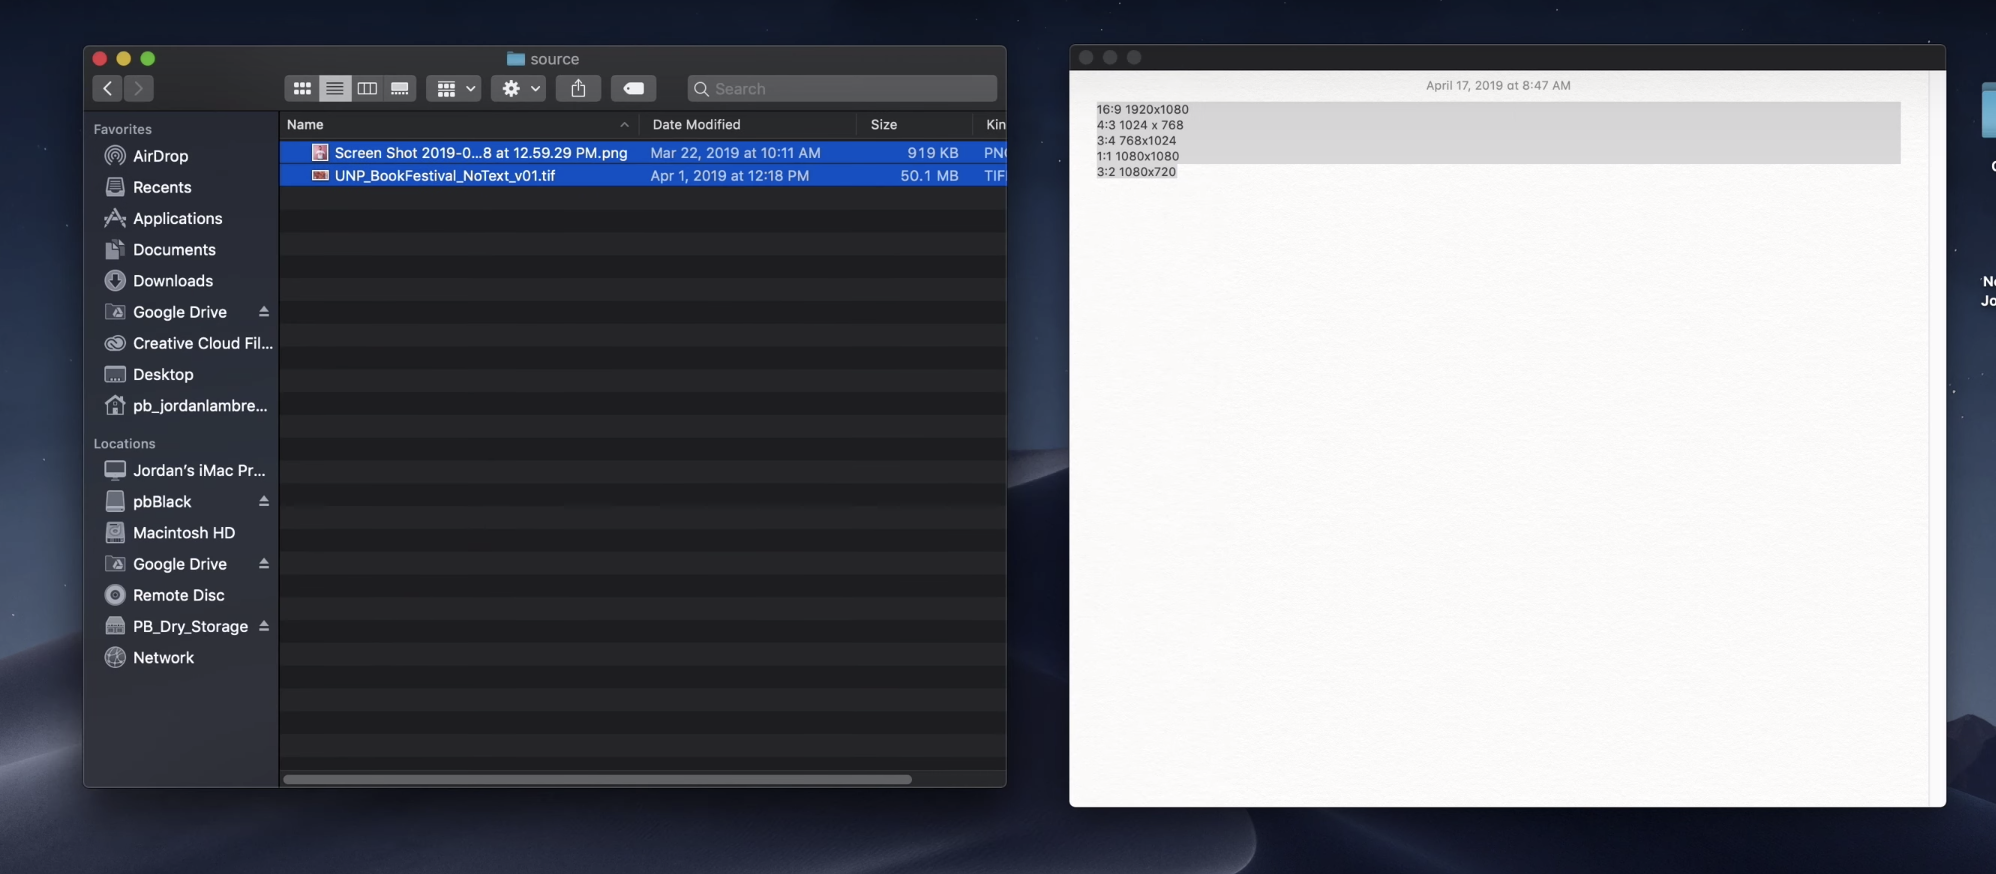 source
Search
Favorites
AirDrop
Recents
Applications
Documents
Downloads
Google Drive
Creative Cloud Fil...
Desktop
pb_jordanlambre...
Locations
Jordan's iMac Pr...
pbBlack
Macintosh HD
Google Drive
Remote Disc
PB_Dry_Storage
Network
Name Date Modified Size Kin
Screen Shot 2019-0...8 at 12.59.29 PM.png Mar 22, 2019 at 10:11 AM 919 KB PN
UNP_BookFestival_NoText_v01.tif Apr 1, 2019 at 12:18 PM 50.1 MB TIF
April 17, 2019 at 8:47 AM
16:9 1920x1080
4:3 1024 x 768
3:4 768x1024
1:1 1080x1080
3:2 1080x720